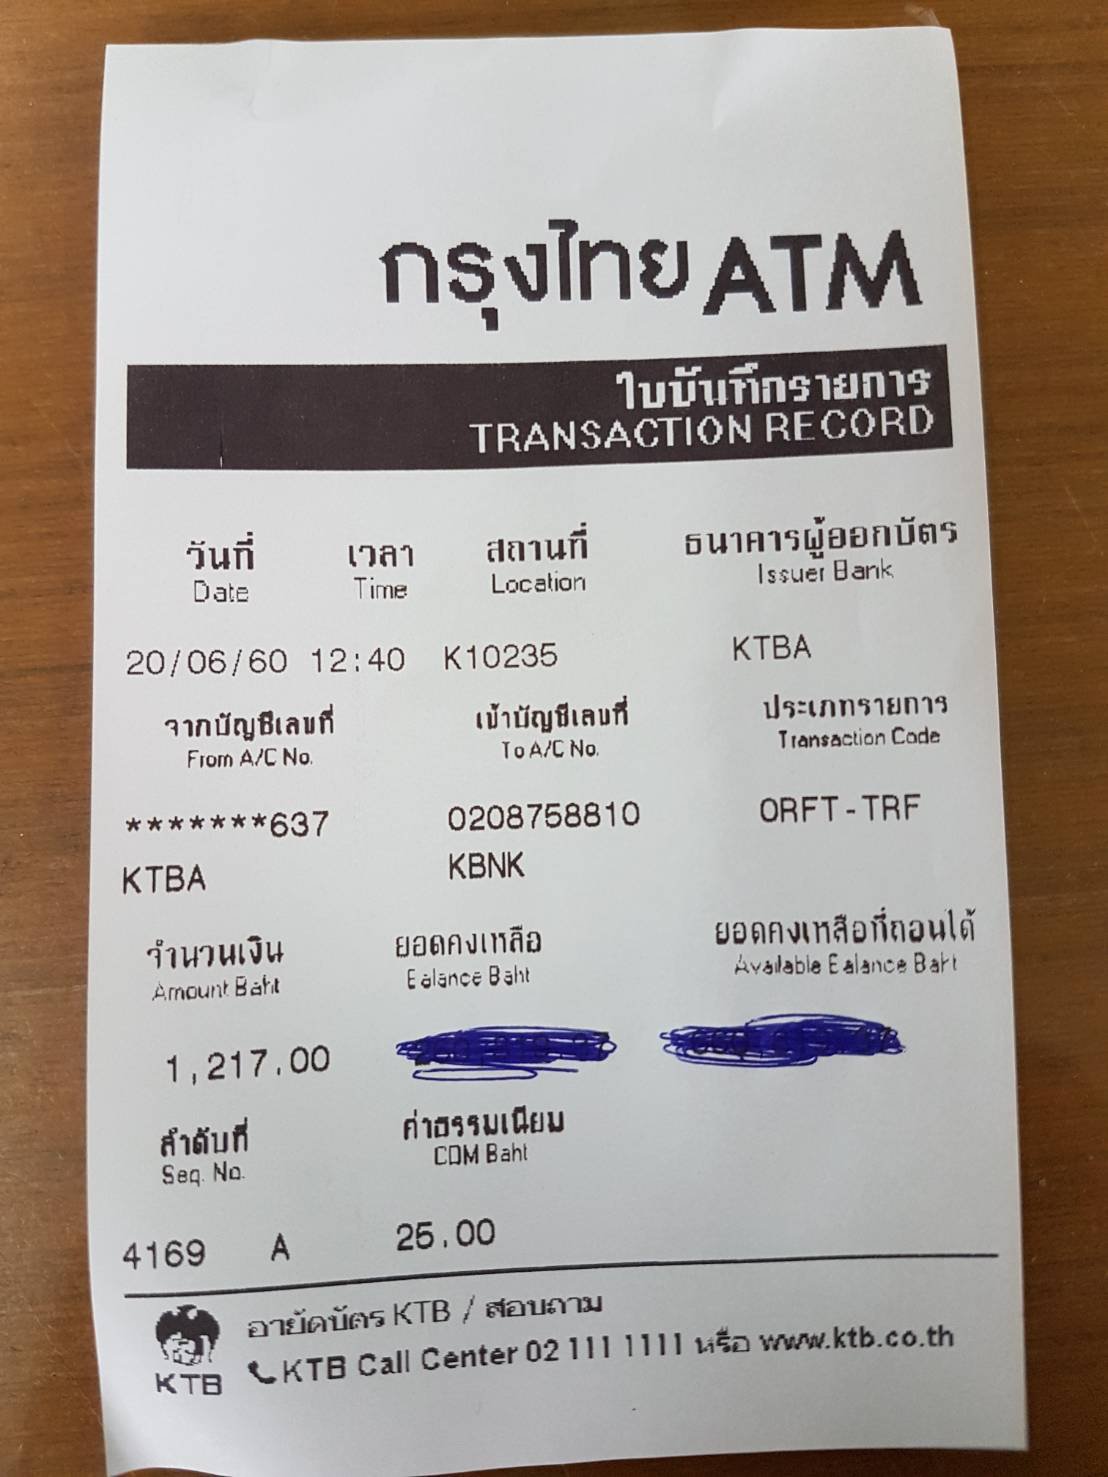 กรุงไทย ATM
ใบบันทึกรายการ
TRANSACTION RECORD
วันที่ เวลา สถานที่ ธนาคารผู้ออกบัตร
Date Time Location Issuer Bank
20/06/60 12:40 K10235 KTBA
จากบัญชีเลขที่ เข้าบัญชีเลขที่ ประเภทรายการ
From A/C No. To A/C No. Transaction Code
*******637 0208758810 ORFT-TRF
KTBA KBNK
จำนวนเงิน ยอดคงเหลือ ยอดคงเหลือที่ถอนได้
Amount Baht Balance Baht Available Balance Baht
1,217.00
ลำดับที่ ค่าธรรมเนียม
Seq. No. COM Baht
4169 A 25.00
อายัดบัตร KTB / สอบถาม
KTB Call Center 02 111 1111 หรือ www.ktb.co.th
KTB